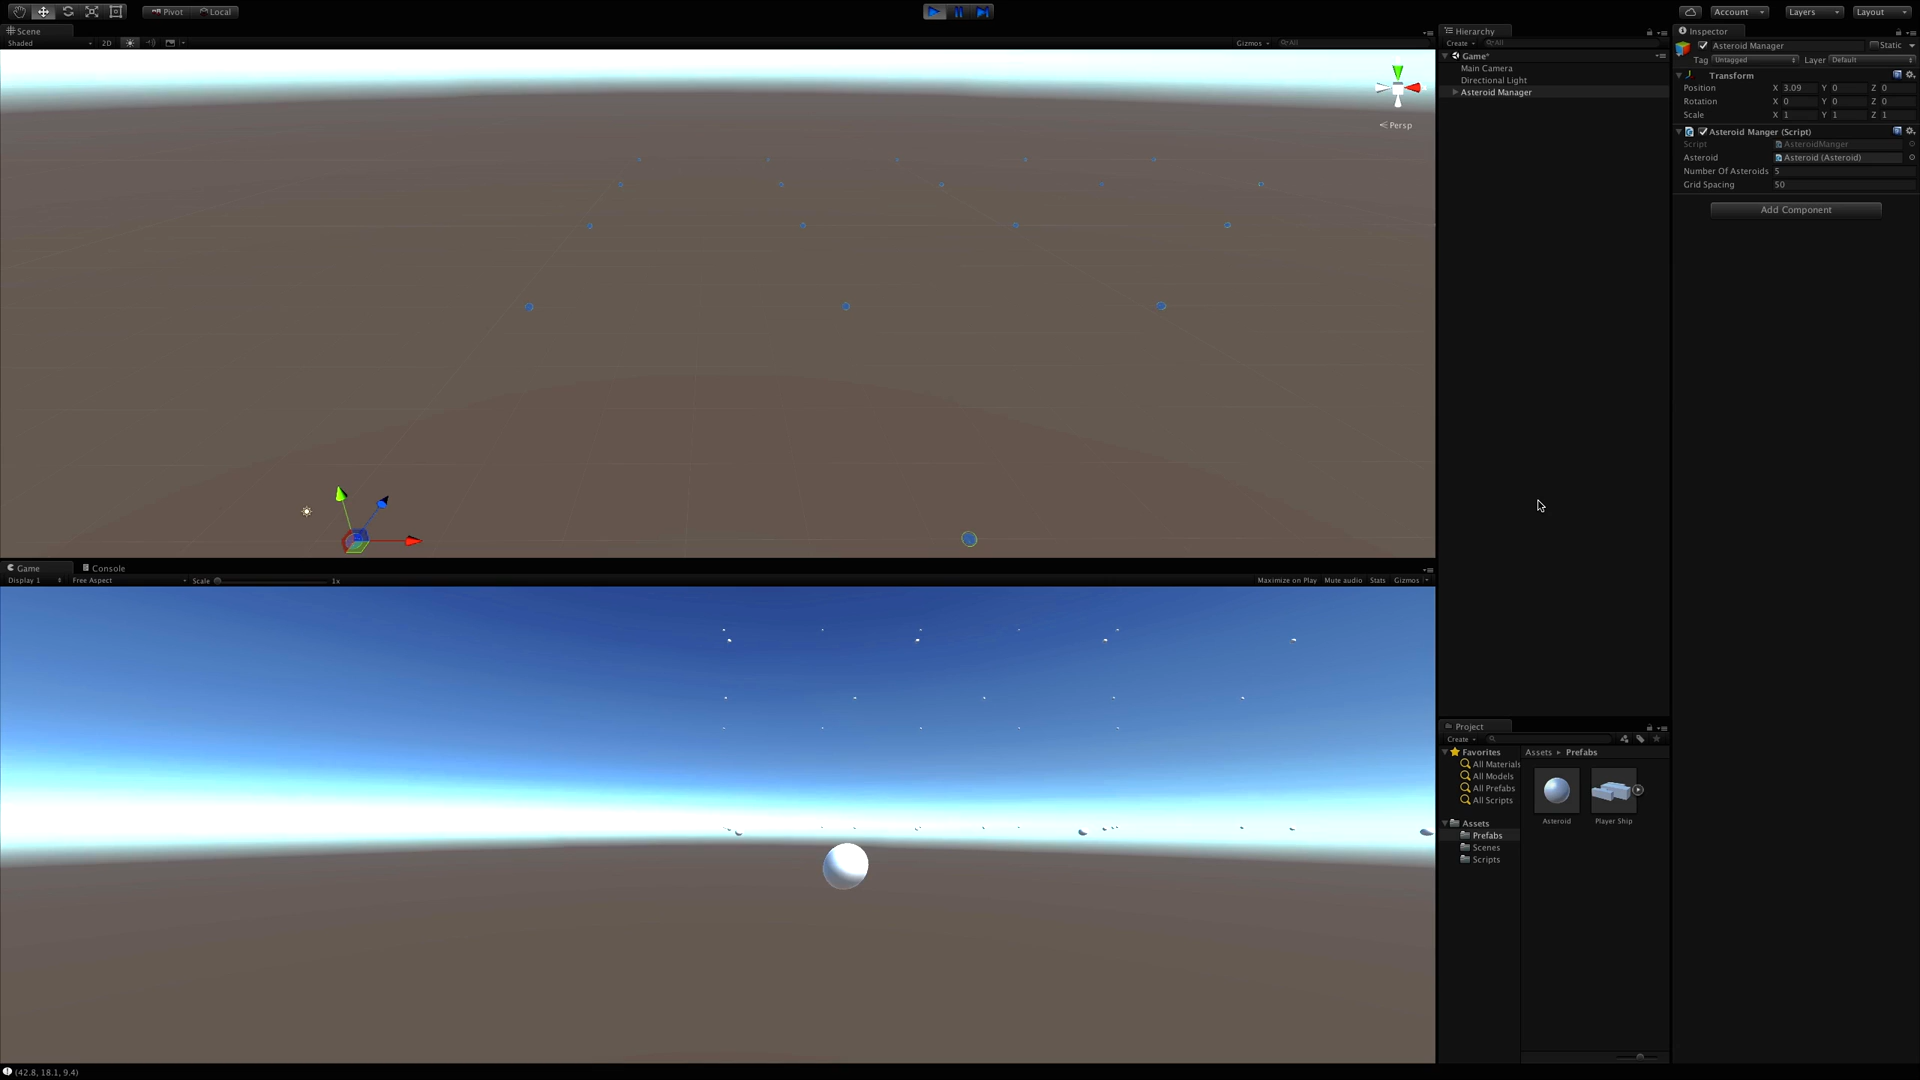 Pivot Local Account Layers Layout
Scene
Shaded 2D Gizmos All
Persp
Game Console
Display 1 Free Aspect Scale 1x Maximize on Play Mute audio Stats Gizmos
Hierarchy
Create All
Game*
Main Camera
Directional Light
Asteroid Manager
Project
Create
Favorites
All Materials
All Models
All Prefabs
All Scripts
Assets
Prefabs
Scenes
Scripts
Assets Prefabs
Asteroid Player Ship
Inspector
Asteroid Manager Static
Tag Untagged Layer Default
Transform
Position X 3.09 Y 0 Z 0
Rotation X 0 Y 0 Z 0
Scale X 1 Y 1 Z 1
Asteroid Manger (Script)
Script AsteroidManger
Asteroid Asteroid (Asteroid)
Number Of Asteroids 5
Grid Spacing 50
Add Component
(42.8, 18.1, 9.4)